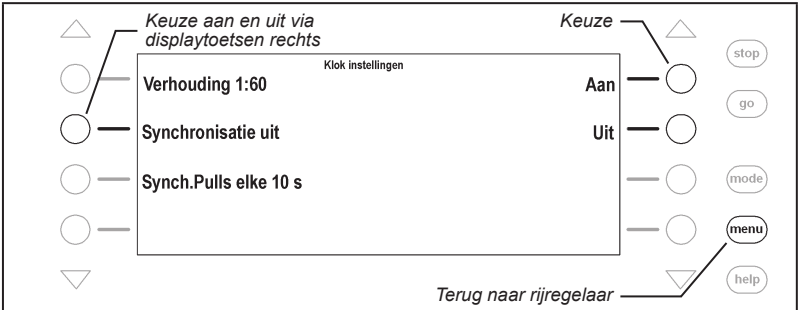 Keuze aan en uit via
displaytoetsen rechts
Keuze
stop
Klok instellingen
Verhouding 1:60
Aan
go
Synchronisatie uit
Uit
Synch.Pulls elke 10 s
mode
menu
help
Terug naar rijregelaar